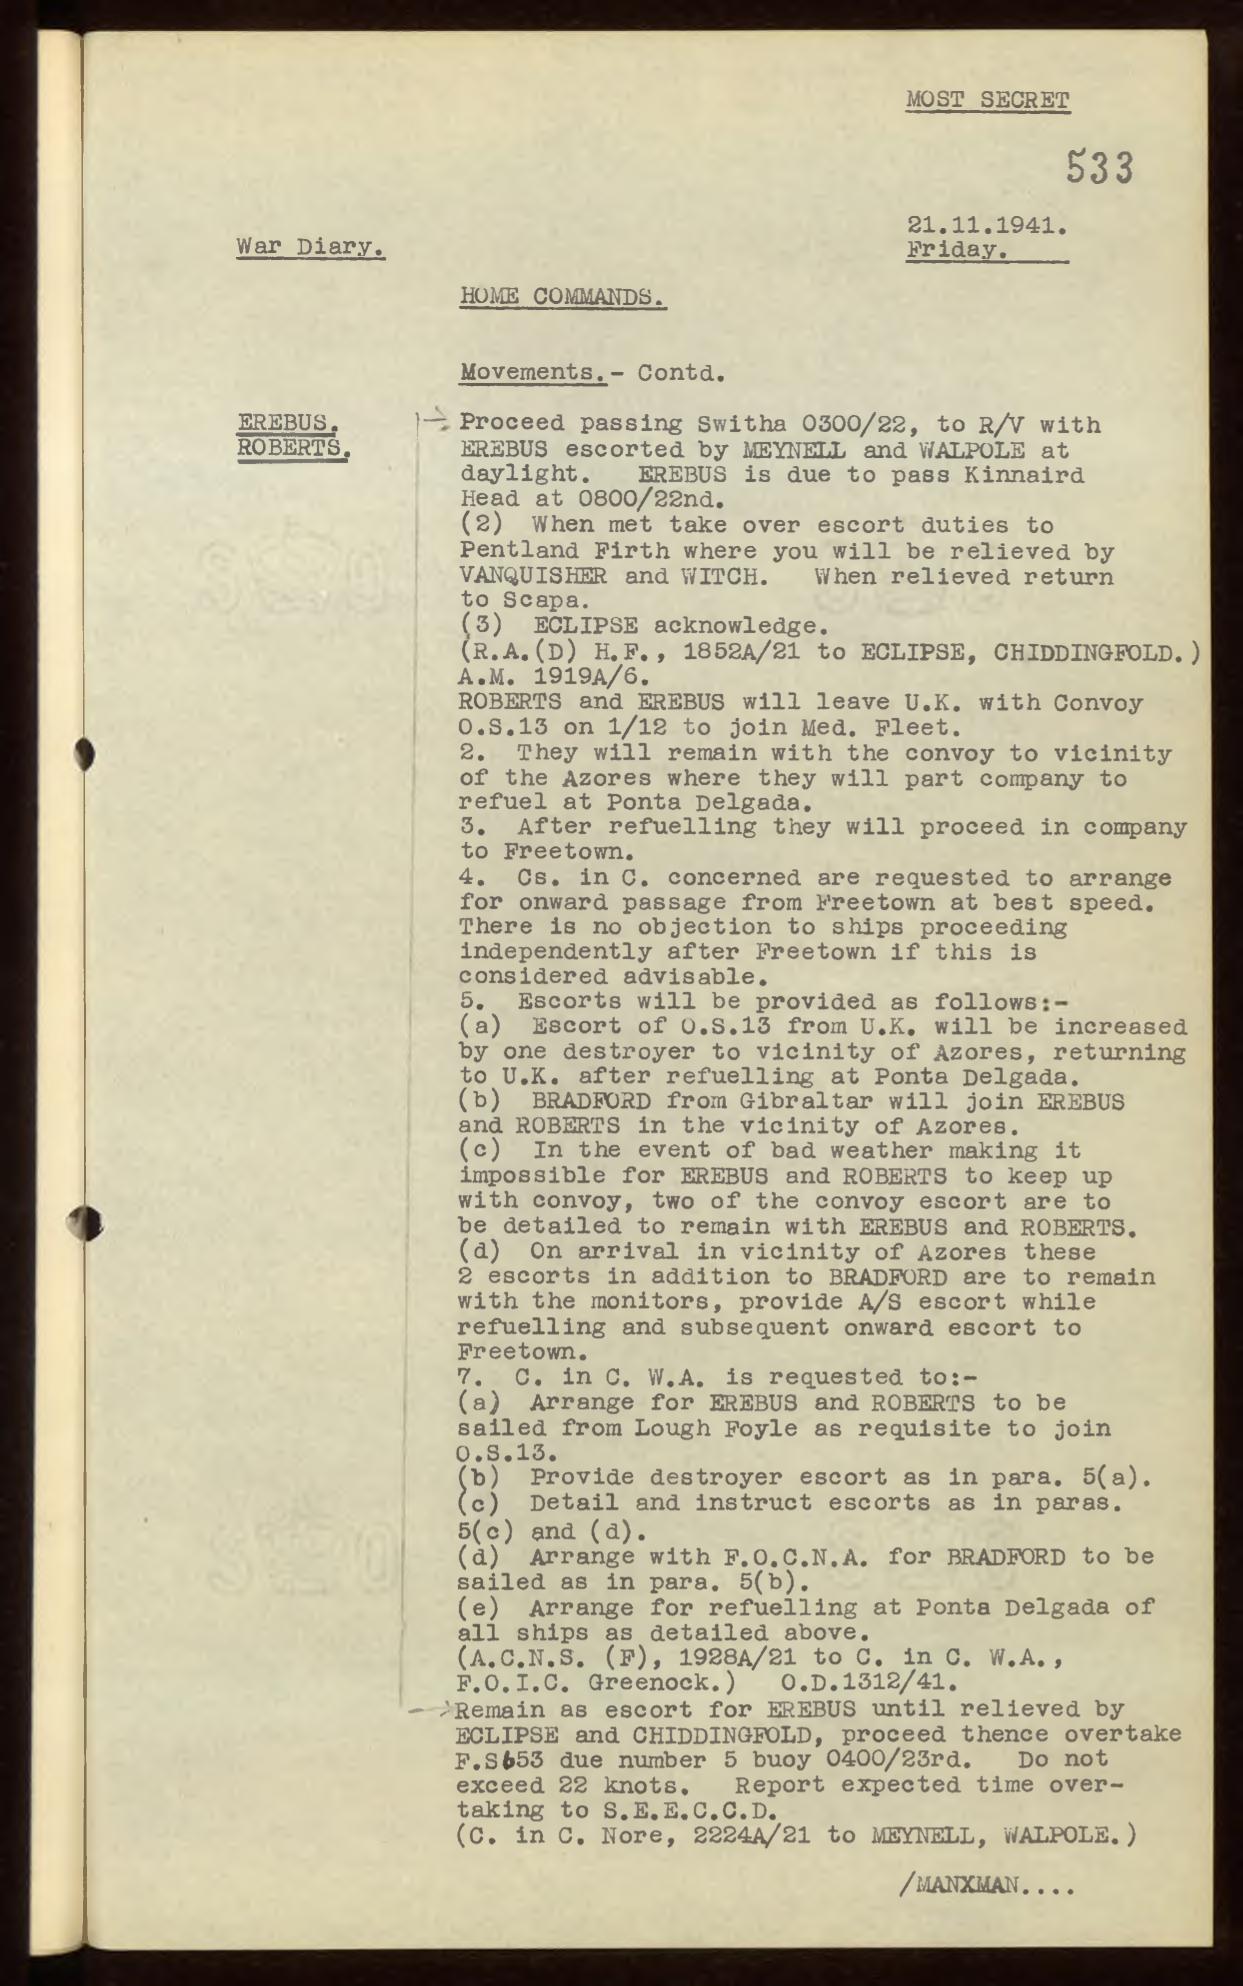 MOST SECRET
533
21.11.1941.
Friday.
War Diary.
HOME COMMANDS.
Movements.- Contd.
EREBUS.
ROBERTS.
Proceed passing Switha 0300/22, to R/V with
EREBUS escorted by MEYNELL and WALPOLE at
daylight. EREBUS is due to pass Kinnaird
Head at 0800/22nd.
(2) When met take over escort duties to
Pentland Firth where you will be relieved by
VANQUISHER and WITCH. When relieved return
to Scapa.
(3) ECLIPSE acknowledge.
(R.A.(D) H.F., 1852A/21 to ECLIPSE, CHIDDINGFOLD.)
A.M. 1919A/6.
ROBERTS and EREBUS will leave U.K. with Convoy
O.S.13 on 1/12 to join Med. Fleet.
2. They will remain with the convoy to vicinity
of the Azores where they will part company to
refuel at Ponta Delgada.
3. After refuelling they will proceed in company
to Freetown.
4. Cs. in C. concerned are requested to arrange
for onward passage from Freetown at best speed.
There is no objection to ships proceeding
independently after Freetown if this is
considered advisable.
5. Escorts will be provided as follows:-
(a) Escort of O.S.13 from U.K. will be increased
by one destroyer to vicinity of Azores, returning
to U.K. after refuelling at Ponta Delgada.
(b) BRADFORD from Gibraltar will join EREBUS
and ROBERTS in the vicinity of Azores.
(c) In the event of bad weather making it
impossible for EREBUS and ROBERTS to keep up
with convoy, two of the convoy escort are to
be detailed to remain with EREBUS and ROBERTS.
(d) On arrival in vicinity of Azores these
2 escorts in addition to BRADFORD are to remain
with the monitors, provide A/S escort while
refuelling and subsequent onward escort to
Freetown.
7. C. in C. W.A. is requested to:-
(a) Arrange for EREBUS and ROBERTS to be
sailed from Lough Foyle as requisite to join
O.S.13.
(b) Provide destroyer escort as in para. 5(a).
(c) Detail and instruct escorts as in paras.
5(c) and (d).
(d) Arrange with F.O.C.N.A. for BRADFORD to be
sailed as in para. 5(b).
(e) Arrange for refuelling at Ponta Delgada of
all ships as detailed above.
(A.C.N.S. (F), 1928A/21 to C. in C. W.A.,
F.O.I.C. Greenock.) O.D.1312/41.
Remain as escort for EREBUS until relieved by
ECLIPSE and CHIDDINGFOLD, proceed thence overtake
F.S653 due number 5 buoy 0400/23rd. Do not
exceed 22 knots. Report expected time over-
taking to S.E.E.C.C.D.
(C. in C. Nore, 2224A/21 to MEYNELL, WALPOLE.)
/MANXMAN....